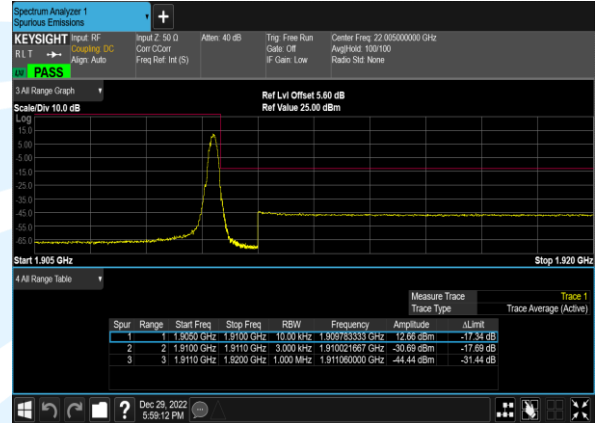 Spectrum Analyzer 1
Spurious Emissions
+
KEYSIGHT Input: RF Input Z: 50 Ω Atten: 40 dB Trig: Free Run Center Freq: 22.005000000 GHz
RLT Coupling: DC Corr CCorr Gate: Off Avg|Hold: 100/100
Align: Auto Freq Ref: Int (S) IF Gain: Low Radio Std: None
PASS
3 All Range Graph
Ref Lvl Offset 5.60 dB
Scale/Div 10.0 dB Ref Value 25.00 dBm
Log
15.0
5.00
-5.00
-15.0
-25.0
-35.0
-45.0
-55.0
-65.0
Start 1.905 GHz Stop 1.920 GHz
4 All Range Table
Measure Trace Trace 1
Trace Type Trace Average (Active)
Spur Range Start Freq Stop Freq RBW Frequency Amplitude ΔLimit
1 1 1.9050 GHz 1.9100 GHz 10.00 kHz 1.909783333 GHz 12.66 dBm -17.34 dB
2 2 1.9100 GHz 1.9110 GHz 3.000 kHz 1.910021667 GHz -30.69 dBm -17.69 dB
3 3 1.9110 GHz 1.9200 GHz 1.000 MHz 1.911060000 GHz -44.44 dBm -31.44 dB
? Dec 29, 2022
5:59:12 PM